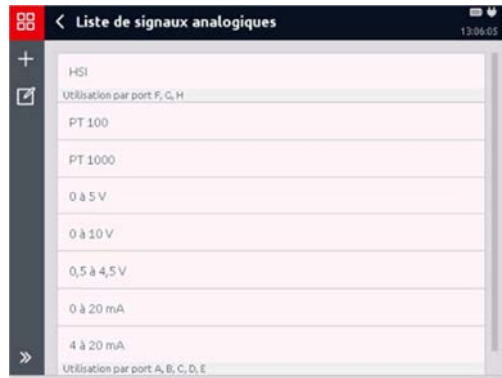 Liste de signaux analogiques
13:06:05
HSI
Utilisation par port F, G, H
PT 100
PT 1000
0 à 5 V
0 à 10 V
0,5 à 4,5 V
0 à 20 mA
4 à 20 mA
Utilisation par port A, B, C, D, E